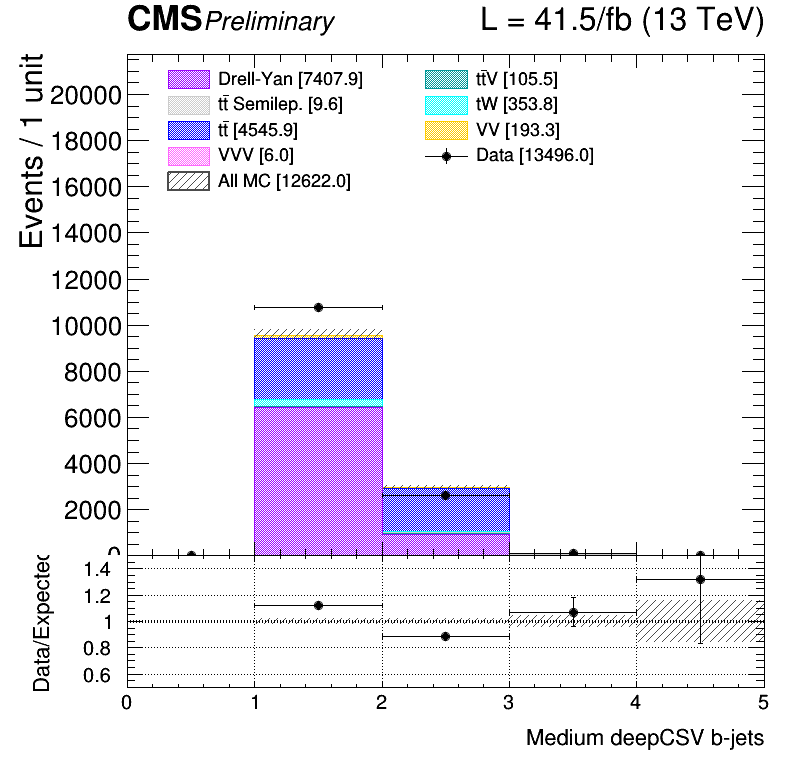 CMS Preliminary L = 41.5/fb (13 TeV)
Events / 1 unit
20000
18000
16000
14000
12000
10000
8000
6000
4000
2000
0
Drell-Yan [7407.9]
tt̄ Semilep. [9.6]
tt̄ [4545.9]
VVV [6.0]
All MC [12622.0]
tt̄V [105.5]
tW [353.8]
VV [193.3]
Data [13496.0]
Data/Expected
1.4
1.2
1
0.8
0.6
0 1 2 3 4 5
Medium deepCSV b-jets